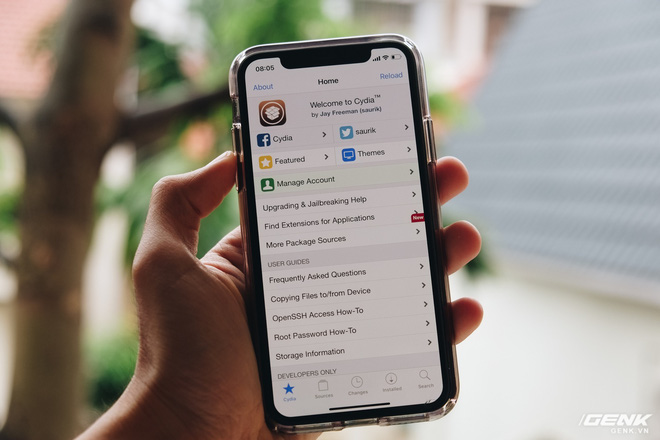 08:05
About
Home
Reload
Welcome to Cydia™
by Jay Freeman (saurik)
Cydia
saurik
Featured
Themes
Manage Account
Upgrading & Jailbreaking Help
Find Extensions for Applications
New
More Package Sources
USER GUIDES
Frequently Asked Questions
Copying Files to/from Device
OpenSSH Access How-To
Root Password How-To
Storage Information
DEVELOPERS ONLY
Cydia
Sources
Changes
Installed
Search
GENK
GENK.VN